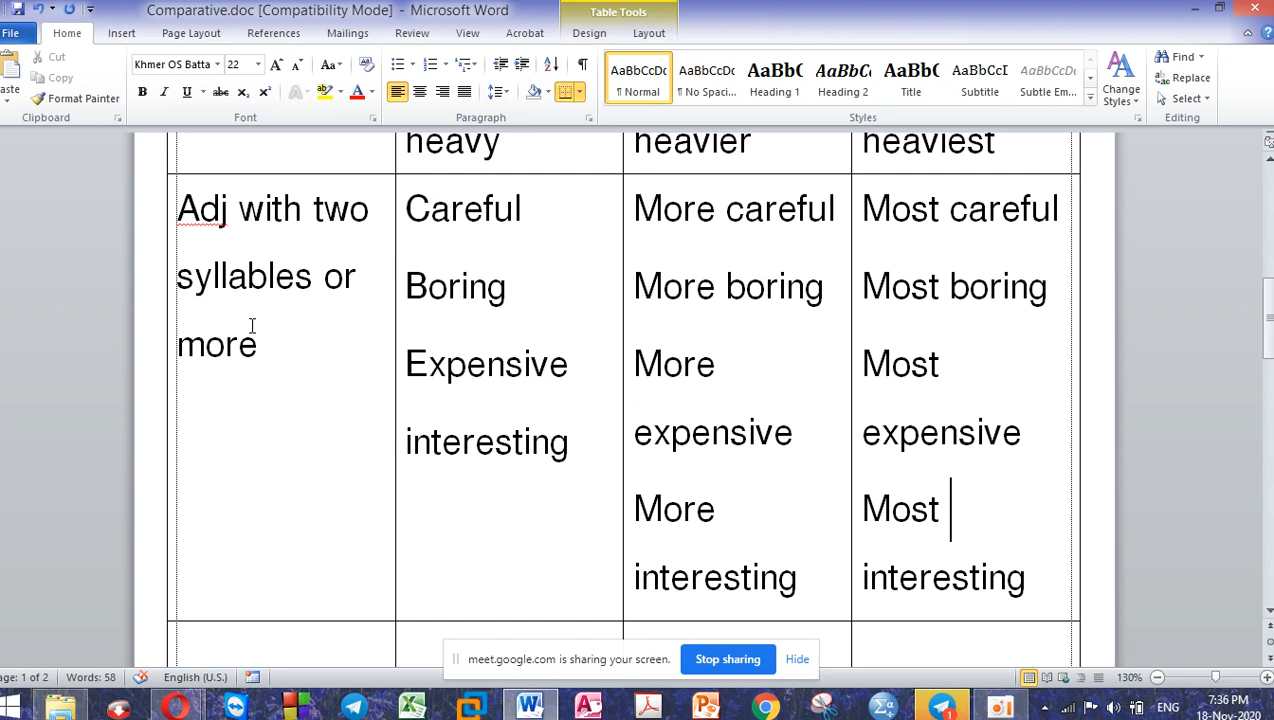 Comparative.doc [Compatibility Mode] - Microsoft Word
Table Tools
File Home Insert Page Layout References Mailings Review View Acrobat Design Layout
Cut
Copy
Format Painter
Clipboard
Khmer OS Batta 22
Aa
B I U abc x₂ x²
Font
Paragraph
AaBbCcDc AaBbCcDc AaBbC AaBbCc AaBbC AaBbCcI AaBbCcDc
¶ Normal ¶ No Spaci... Heading 1 Heading 2 Title Subtitle Subtle Em...
Styles
Change
Styles
Find
Replace
Select
Editing
heavy heavier heaviest
Adj with two
syllables or
more
Careful
Boring
Expensive
interesting
More careful
More boring
More
expensive
More
interesting
Most careful
Most boring
Most
expensive
Most
interesting
meet.google.com is sharing your screen. Stop sharing Hide
Words: 58 English (U.S.) 130%
ENG
7:36 PM
18-Nov-2020